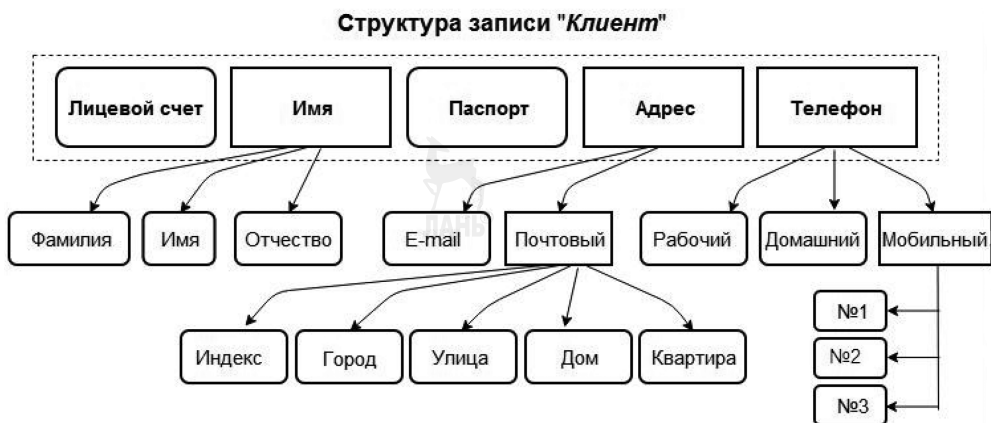 Структура записи "Клиент"
Лицевой счет Имя Паспорт Адрес Телефон
Фамилия Имя Отчество E-mail Почтовый Рабочий Домашний Мобильный
ЛАНЬ
Индекс Город Улица Дом Квартира
№1
№2
№3